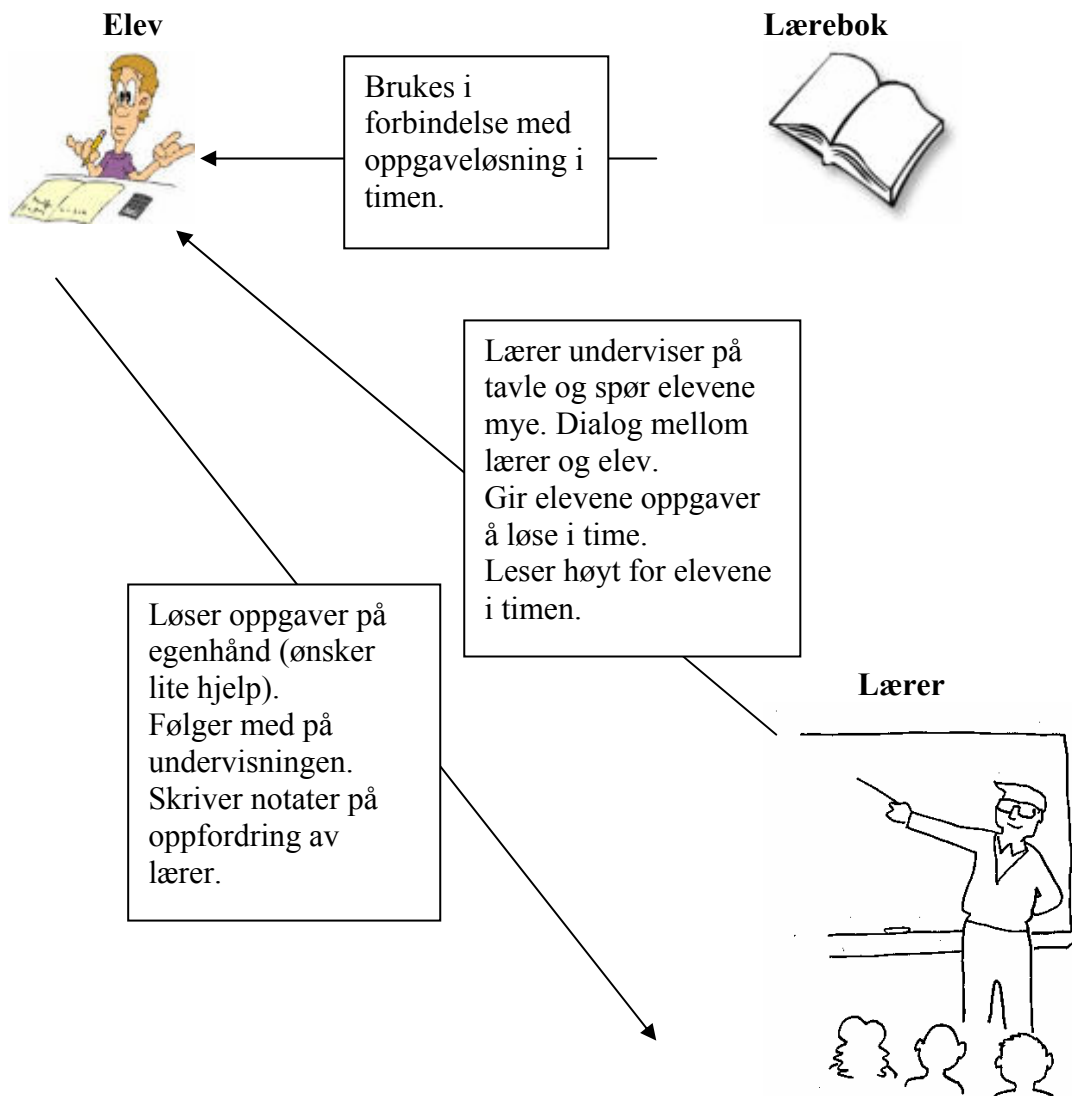 Elev
Lærebok
Brukes i
forbindelse med
oppgaveløsning i
timen.
Lærer underviser på
tavle og spør elevene
mye. Dialog mellom
lærer og elev.
Gir elevene oppgaver
å løse i time.
Leser høyt for elevene
i timen.
Løser oppgaver på
egenhånd (ønsker
lite hjelp).
Følger med på
undervisningen.
Skriver notater på
oppfordring av
lærer.
Lærer